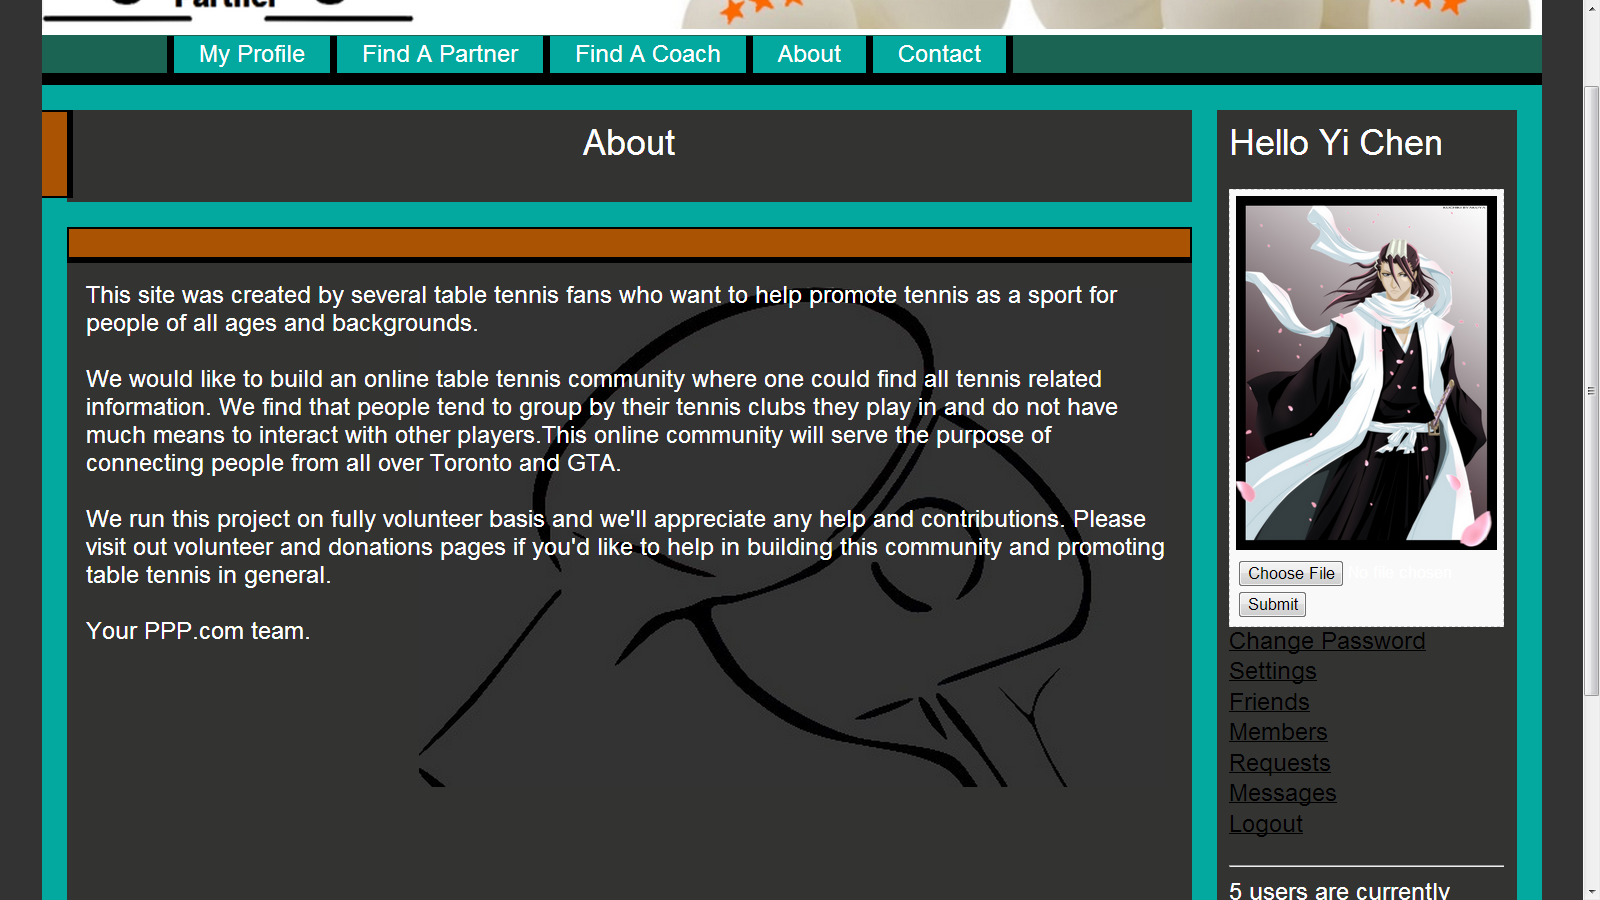 Partner
My Profile Find A Partner Find A Coach About Contact
About
This site was created by several table tennis fans who want to help promote tennis as a sport for
people of all ages and backgrounds.
We would like to build an online table tennis community where one could find all tennis related
information. We find that people tend to group by their tennis clubs they play in and do not have
much means to interact with other players.This online community will serve the purpose of
connecting people from all over Toronto and GTA.
We run this project on fully volunteer basis and we'll appreciate any help and contributions. Please
visit out volunteer and donations pages if you'd like to help in building this community and promoting
table tennis in general.
Your PPP.com team.
Hello Yi Chen
Choose File No file chosen
Submit
Change Password
Settings
Friends
Members
Requests
Messages
Logout
5 users are currently